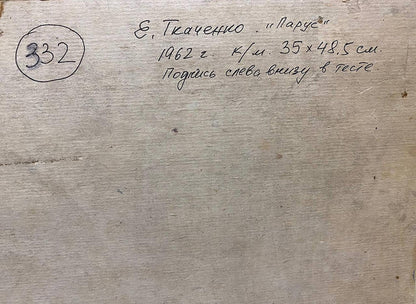 332
Е. Ткаченко. "Парус"
1962 г. к/м. 35 х 48,5 см.
Подпись слева внизу в тесте